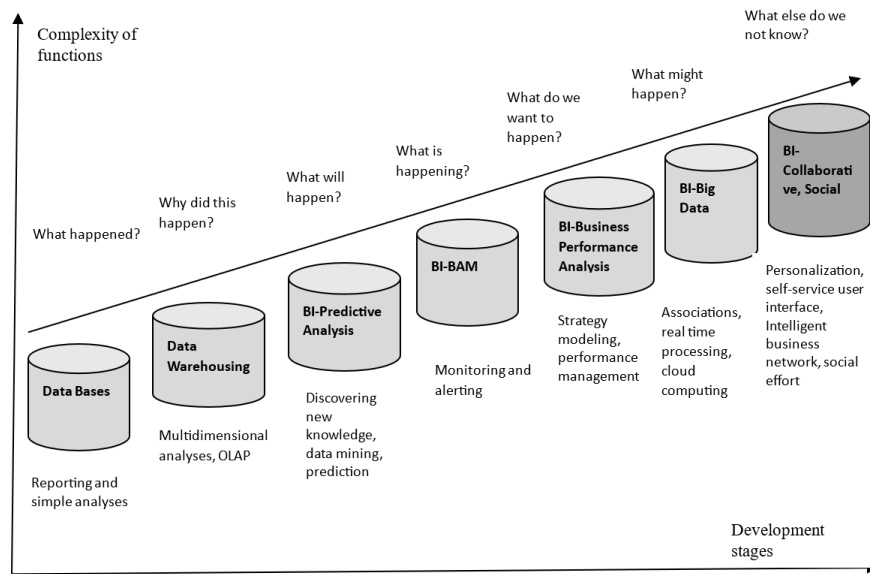 Complexity of
functions
What happened?
Why did this
happen?
What will
happen?
What is
happening?
What do we
want to
happen?
What might
happen?
What else do we
not know?
Data Bases
Reporting and
simple analyses
Data
Warehousing
Multidimensional
analyses, OLAP
BI-Predictive
Analysis
Discovering
new
knowledge,
data mining,
prediction
BI-BAM
Monitoring and
alerting
BI-Business
Performance
Analysis
Strategy
modeling,
performance
management
BI-Big
Data
Associations,
real time
processing,
cloud
computing
BI-
Collaborati
ve, Social
Personalization,
self-service user
interface,
Intelligent
business
network, social
effort
Development
stages